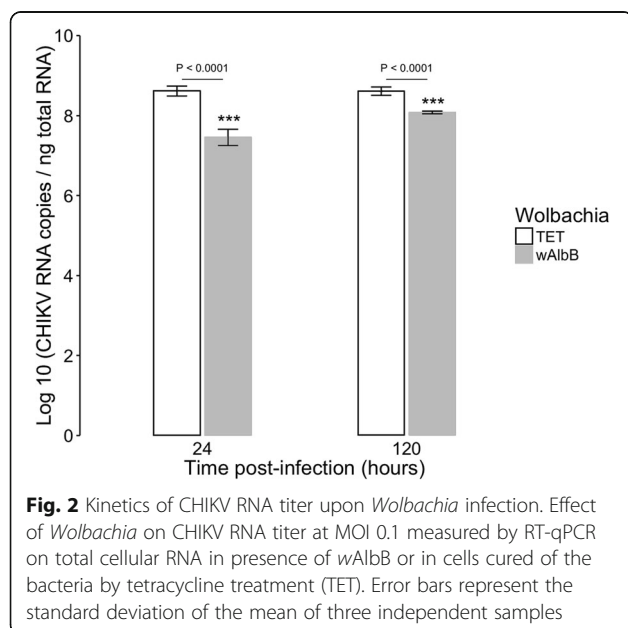 10
8
6
4
2
0
Log 10 (CHIKV RNA copies / ng total RNA)
P < 0.0001
***
P < 0.0001
***
24
120
Time post-infection (hours)
Wolbachia
TET
wAlbB
Fig. 2 Kinetics of CHIKV RNA titer upon Wolbachia infection. Effect
of Wolbachia on CHIKV RNA titer at MOI 0.1 measured by RT-qPCR
on total cellular RNA in presence of wAlbB or in cells cured of the
bacteria by tetracycline treatment (TET). Error bars represent the
standard deviation of the mean of three independent samples